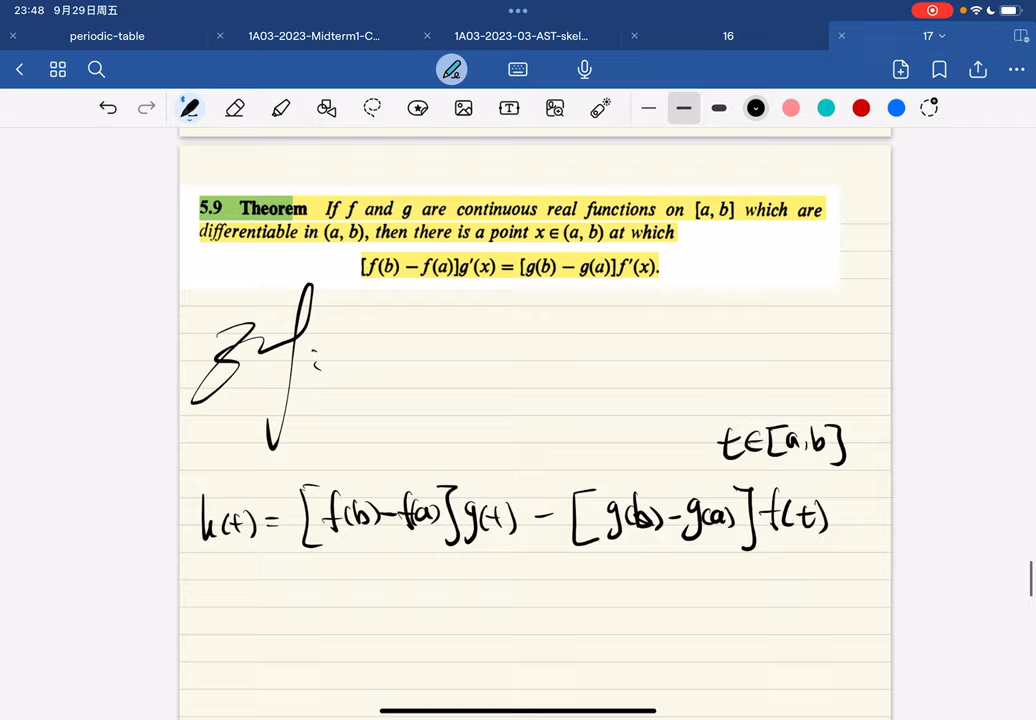 23:48 9月29日周五
periodic-table 1A03-2023-Midterm1-C... 1A03-2023-03-AST-skel... 16 17
5.9 Theorem If f and g are continuous real functions on [a, b] which are
differentiable in (a, b), then there is a point x ∈ (a, b) at which
[f(b) − f(a)]g′(x) = [g(b) − g(a)]f′(x).
t∈[a,b]
h(t) = [f(b)−f(a)]g(t) − [g(b)−g(a)]f(t)